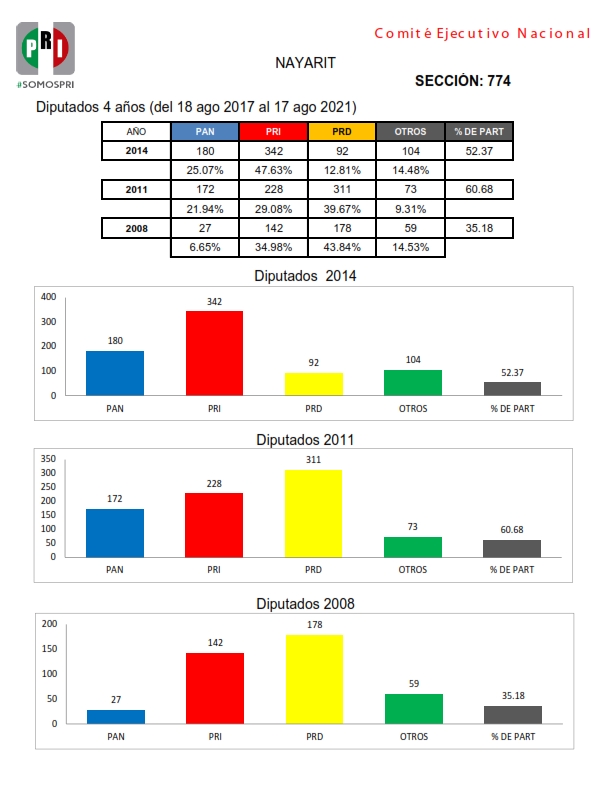 Comité Ejecutivo Nacional
PRI
#SOMOSPRI
NAYARIT
SECCIÓN: 774
Diputados 4 años (del 18 ago 2017 al 17 ago 2021)
AÑO PAN PRI PRD OTROS % DE PART
2014 180 342 92 104 52.37
25.07% 47.63% 12.81% 14.48%
2011 172 228 311 73 60.68
21.94% 29.08% 39.67% 9.31%
2008 27 142 178 59 35.18
6.65% 34.98% 43.84% 14.53%
Diputados 2014
400
300
200
100
0
180 342 92 104 52.37
PAN PRI PRD OTROS % DE PART
Diputados 2011
350
300
250
200
150
100
50
0
172 228 311 73 60.68
PAN PRI PRD OTROS % DE PART
Diputados 2008
200
150
100
50
0
27 142 178 59 35.18
PAN PRI PRD OTROS % DE PART